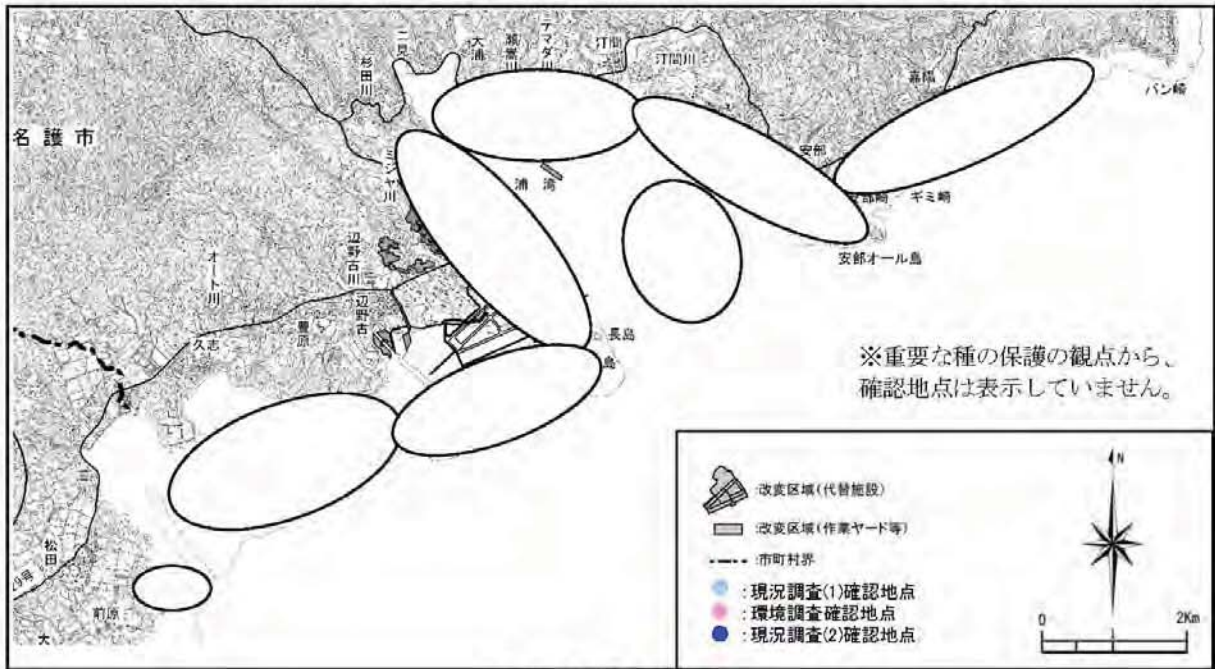 二見
大浦
瀬嵩川
テマダ川
汀間
汀間川
杉田川
嘉陽
バン崎
名護市
ミジャ川
安部
浦湾
安部崎
ギミ崎
安部オール島
オート川
辺野古川
辺野古
豊原
久志
長島
島
※重要な種の保護の観点から、
確認地点は表示していません。
:改変区域(代替施設)
:改変区域(作業ヤード等)
:市町村界
:現況調査(1)確認地点
:環境調査確認地点
:現況調査(2)確認地点
N
0 2Km
松田
29号
前原
大